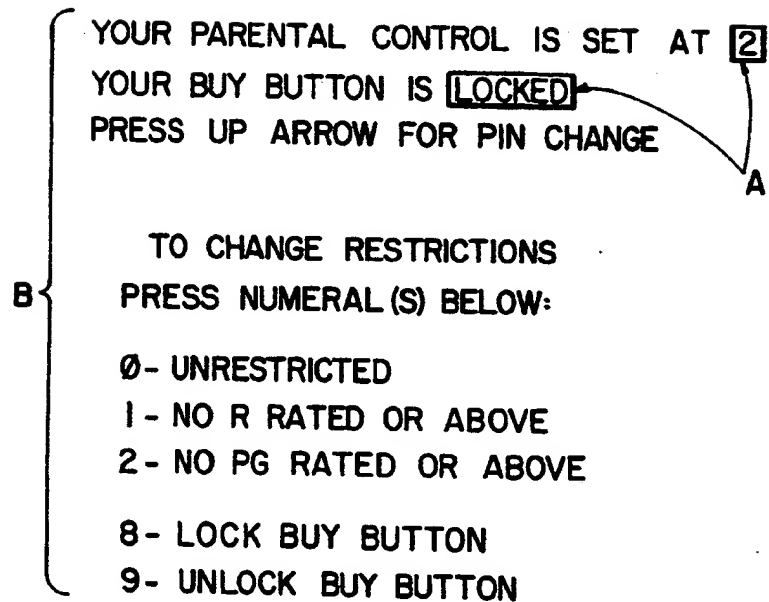 YOUR PARENTAL CONTROL IS SET AT 2
YOUR BUY BUTTON IS LOCKED
PRESS UP ARROW FOR PIN CHANGE
A
TO CHANGE RESTRICTIONS
B PRESS NUMERAL (S) BELOW:
0- UNRESTRICTED
1- NO R RATED OR ABOVE
2- NO PG RATED OR ABOVE
8- LOCK BUY BUTTON
9- UNLOCK BUY BUTTON